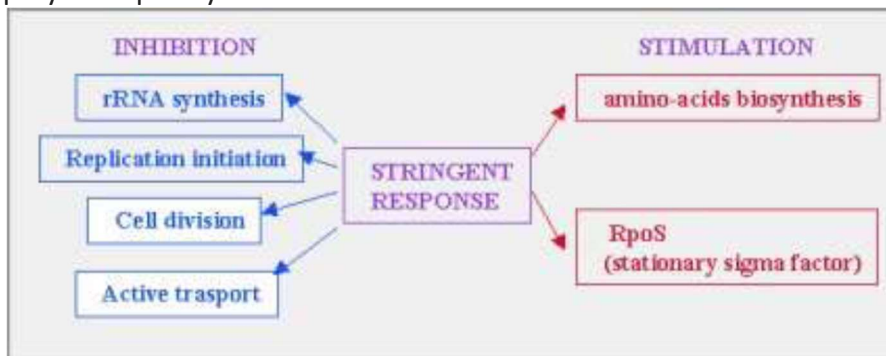 INHIBITION
STIMULATION
rRNA synthesis
amino-acids biosynthesis
Replication initiation
STRINGENT
RESPONSE
Cell division
RpoS
(stationary sigma factor)
Active trasport